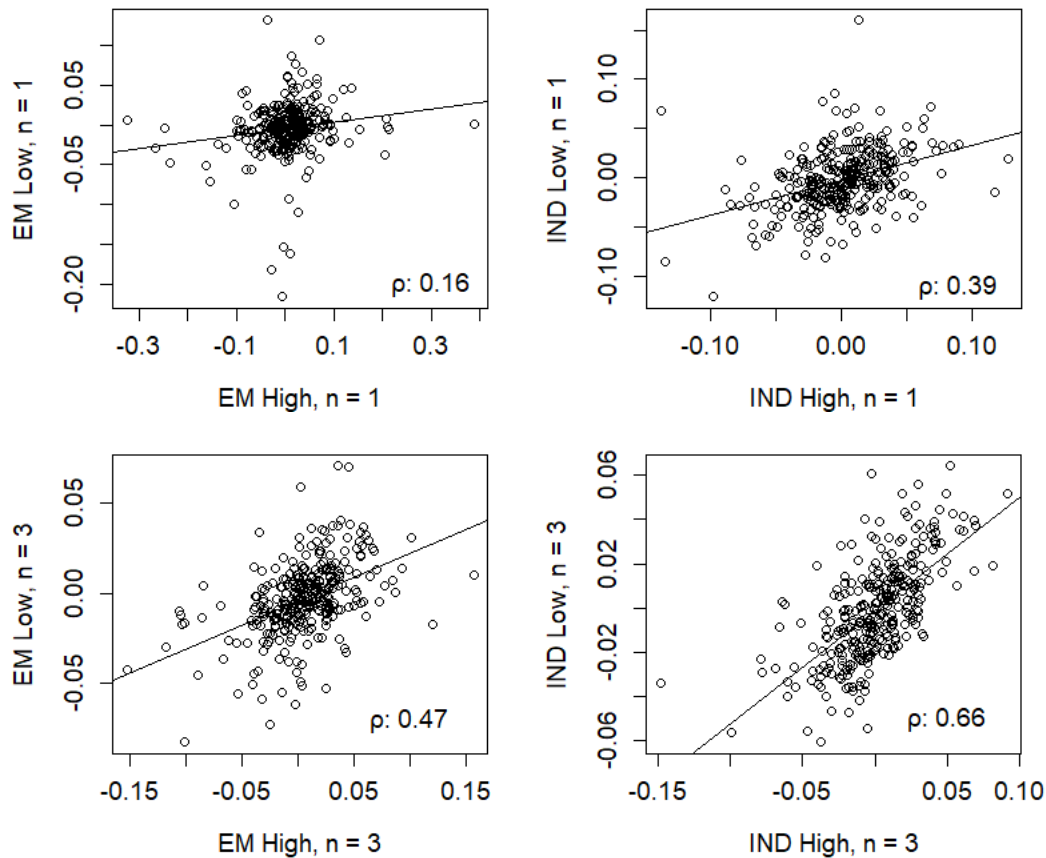 EM Low, n = 1
0.05
-0.05
-0.20
ρ: 0.16
-0.3
-0.1
0.1
0.3
EM High, n = 1
IND Low, n = 1
0.10
0.00
-0.10
ρ: 0.39
-0.10
0.00
0.10
IND High, n = 1
EM Low, n = 3
0.05
0.00
-0.05
ρ: 0.47
-0.15
-0.05
0.05
0.15
EM High, n = 3
IND Low, n = 3
0.06
0.02
-0.02
-0.06
ρ: 0.66
-0.15
-0.05
0.05
0.10
IND High, n = 3